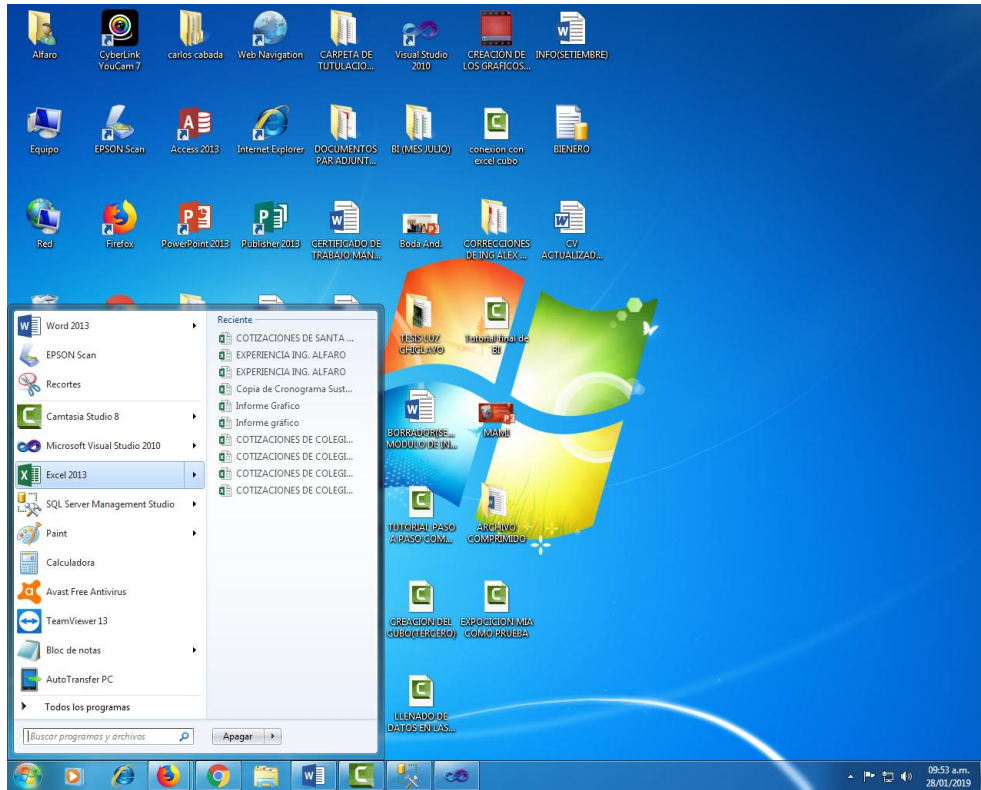 Alfaro
CyberLink
YouCam 7
carlos cabada
Web Navigation
CARPETA DE
TUTULACIO...
Visual Studio
2010
CREACIÓN DE
LOS GRAFICOS...
INFO(SETIEMBRE)
Equipo
EPSON Scan
Access 2013
Internet Explorer
DOCUMENTOS
PAR ADJUNT...
BI (MES JULIO)
conexion con
excel cubo
BIENERO
Red
Firefox
PowerPoint 2013
Publisher 2013
CERTIFICADO DE
TRABAJO MAN...
Boda And.
CORRECCIONES
DE ING ALEX ...
CV
ACTUALIZAD...
TESIS LUZ
CHICLAYO
Tutorial final de
BI
BORRADOR(SE...
MODULO DE IN...
MAME
TUTORIAL PASO
A PASO COM...
ARCHIVO
COMPRIMIDO
CREACION DEL
CUBO(TERCERO)
EXPOCICION MIA
COMO PRUEBA
LLENADO DE
DATOS EN LAS...
Word 2013
EPSON Scan
Recortes
Camtasia Studio 8
Microsoft Visual Studio 2010
Excel 2013
SQL Server Management Studio
Paint
Calculadora
Avast Free Antivirus
TeamViewer 13
Bloc de notas
AutoTransfer PC
Todos los programas
Buscar programas y archivos
Reciente
COTIZACIONES DE SANTA ...
EXPERIENCIA ING. ALFARO
EXPERIENCIA ING. ALFARO
Copia de Cronograma Sust...
Informe Grafico
Informe gráfico
COTIZACIONES DE COLEGI...
COTIZACIONES DE COLEGI...
COTIZACIONES DE COLEGI...
COTIZACIONES DE COLEGI...
Apagar
09:53 a.m.
28/01/2019